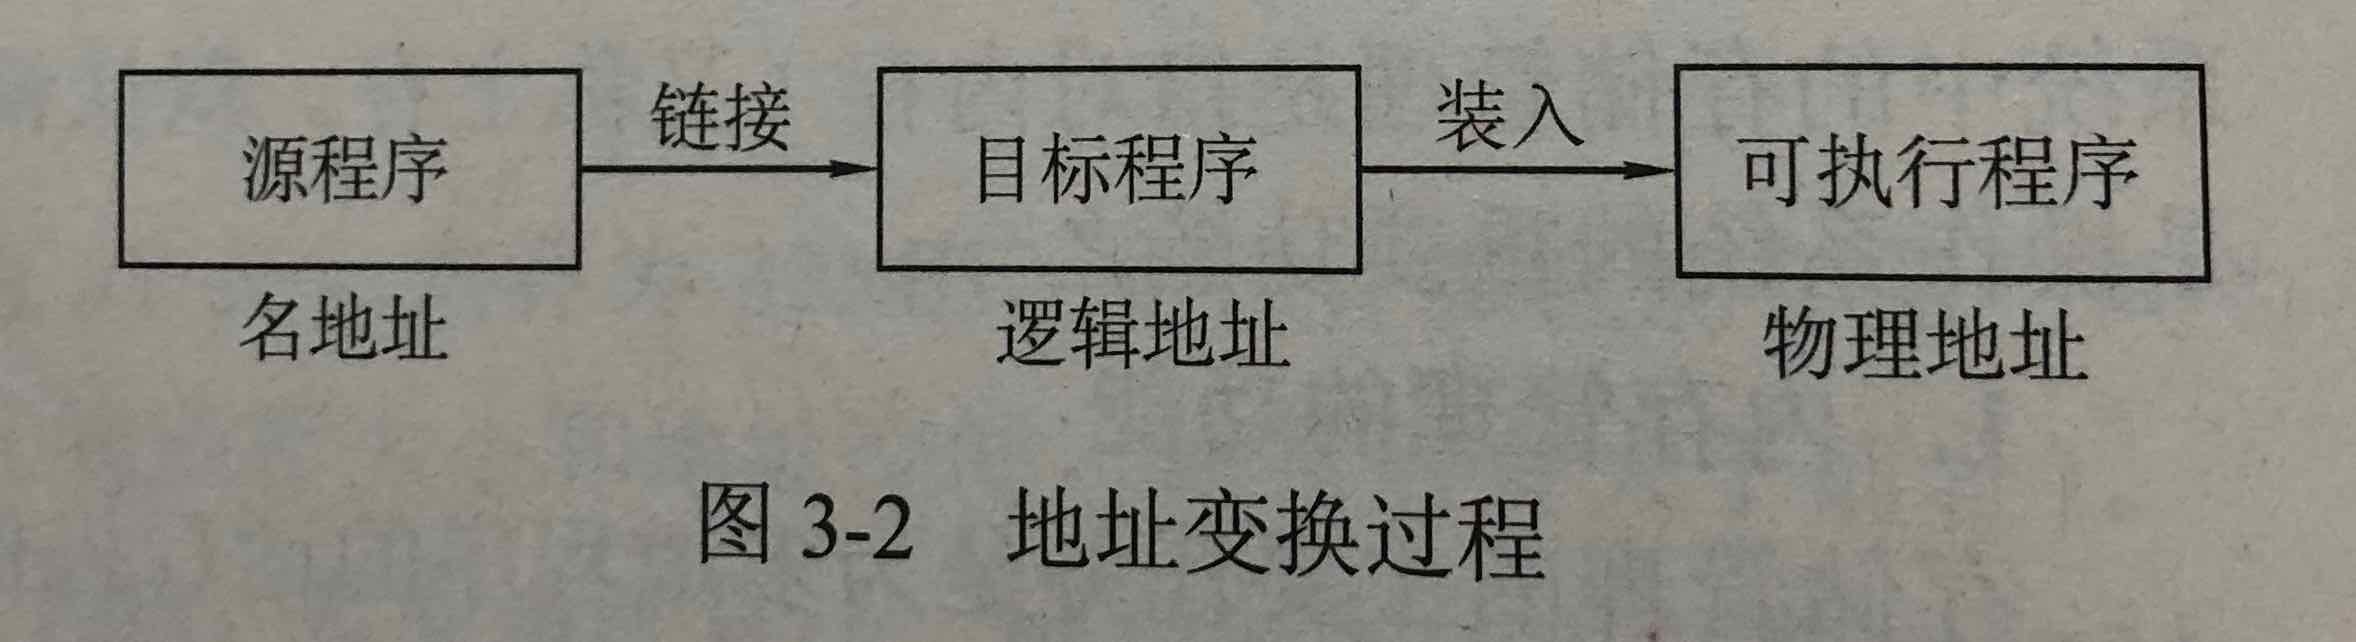 链接
装入
源程序
目标程序
可执行程序
名地址
逻辑地址
物理地址
图 3-2 地址变换过程